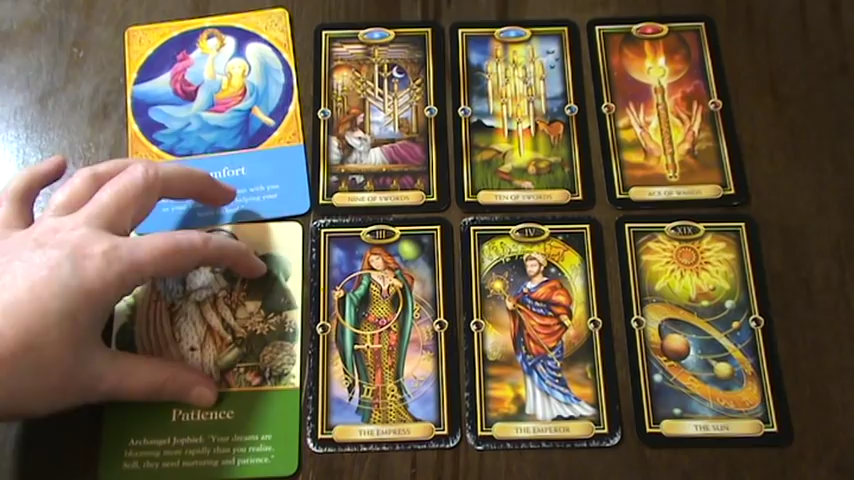 NINE OF SWORDS
TEN OF SWORDS
ACE OF WANDS
III
THE EMPRESS
IV
THE EMPEROR
XIX
THE SUN
Patience
Archangel Jophiel: "Your dreams are
blooming more rapidly than you realize.
Still, they need nurturing and patience."